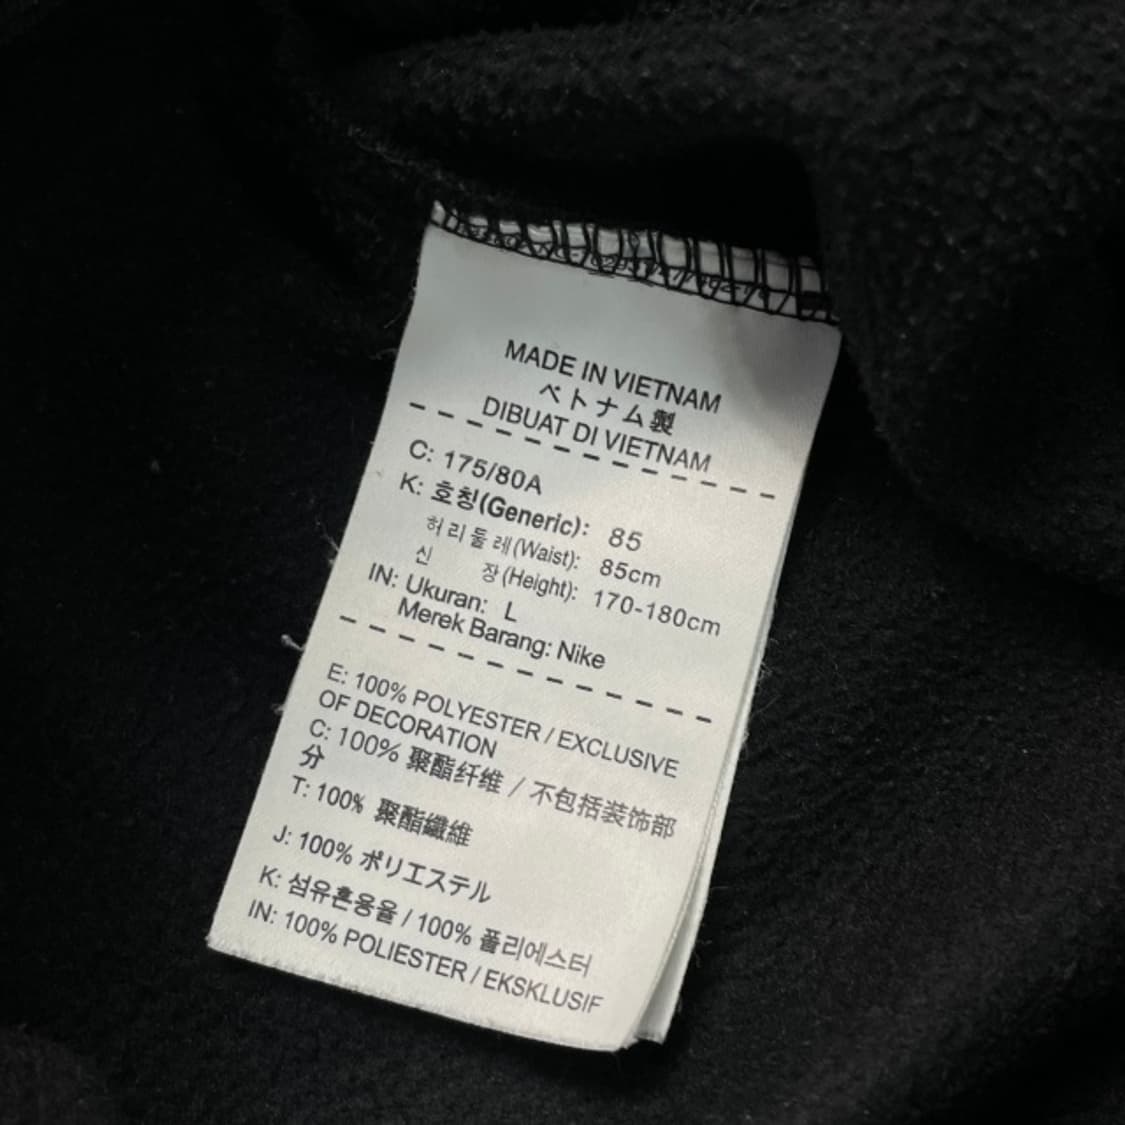 MADE IN VIETNAM
ベトナム製
DIBUAT DI VIETNAM
C: 175/80A
K: 호칭(Generic): 85
허리둘레(Waist): 85cm
신 장(Height): 170-180cm
IN: Ukuran: L
Merek Barang: Nike
E: 100% POLYESTER / EXCLUSIVE
OF DECORATION
C: 100% 聚酯纤维 / 不包括装饰部
分
T: 100% 聚酯纖維
J: 100% ポリエステル
K: 섬유혼용율 / 100% 폴리에스터
IN: 100% POLIESTER / EKSKLUSIF